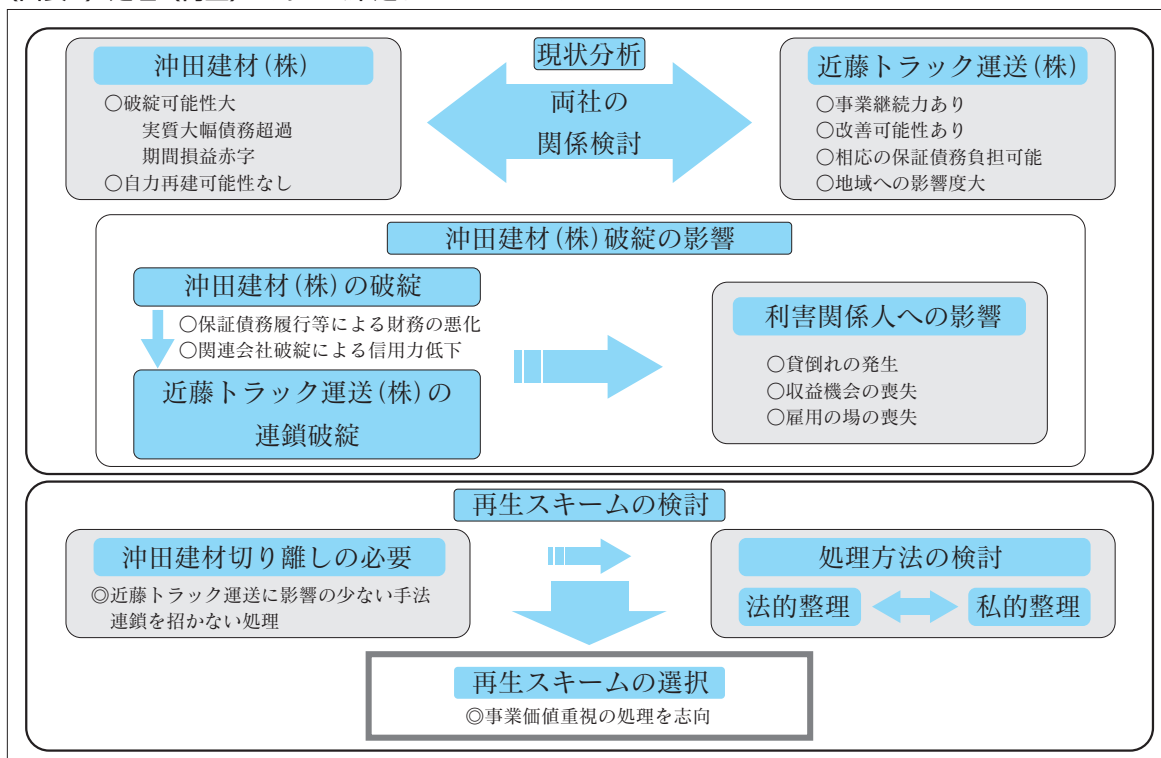 現状分析
沖田建材(株)
○破綻可能性大
実質大幅債務超過
期間損益赤字
○自力再建可能性なし
両社の
関係検討
近藤トラック運送(株)
○事業継続力あり
○改善可能性あり
○相応の保証債務負担可能
○地域への影響度大
沖田建材(株)破綻の影響
沖田建材(株)の破綻
○保証債務履行等による財務の悪化
○関連会社破綻による信用力低下
近藤トラック運送(株)の
連鎖破綻
利害関係人への影響
○貸倒れの発生
○収益機会の喪失
○雇用の場の喪失
再生スキームの検討
沖田建材切り離しの必要
◎近藤トラック運送に影響の少ない手法
連鎖を招かない処理
処理方法の検討
法的整理
私的整理
再生スキームの選択
◎事業価値重視の処理を志向